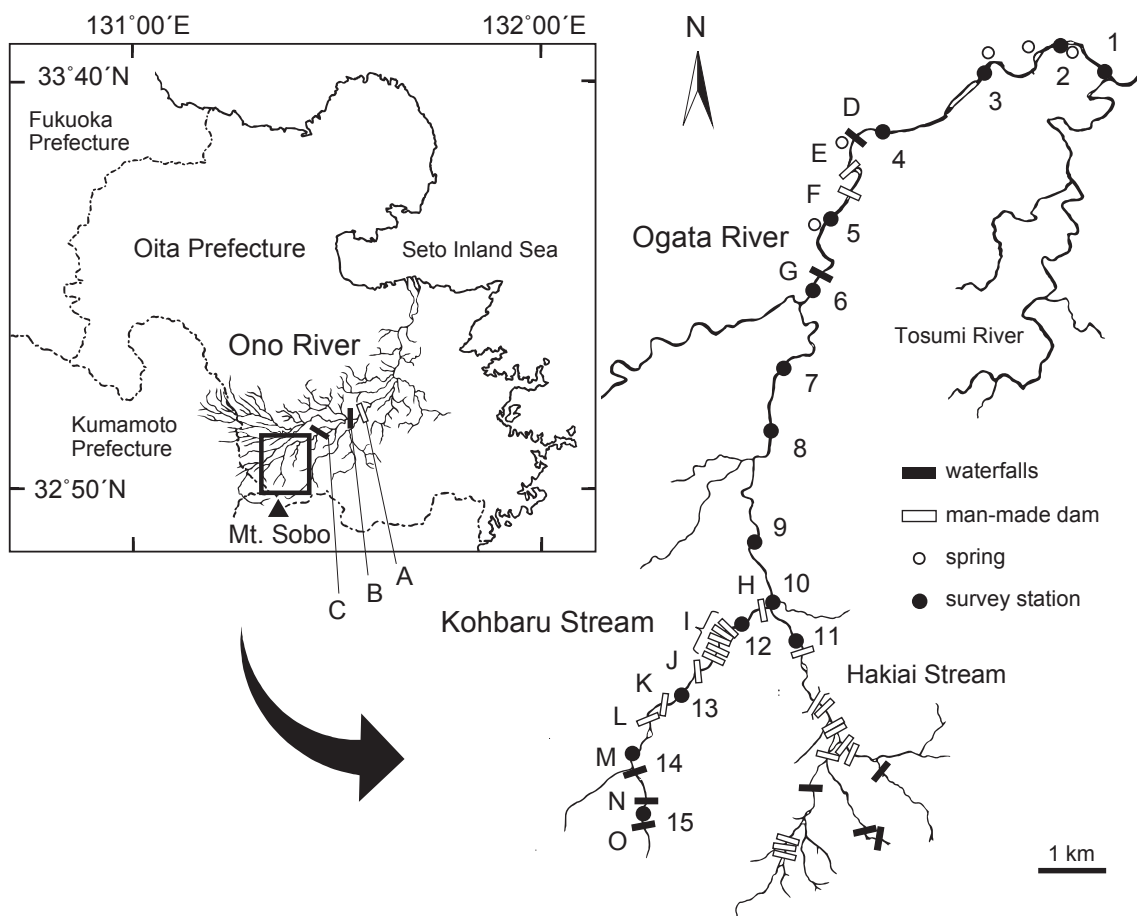 131°00´E
132°00´E
33°40´N
Fukuoka
Prefecture
Oita Prefecture
Seto Inland Sea
Ono River
Kumamoto
Prefecture
32°50´N
Mt. Sobo
A
B
C
N
1
2
3
D
4
E
F
5
Ogata River
G
6
Tosumi River
7
8
waterfalls
man-made dam
9
spring
H
10
survey station
Kohbaru Stream
I
12
11
J
Hakiai Stream
K
13
L
M
14
N
15
O
1 km